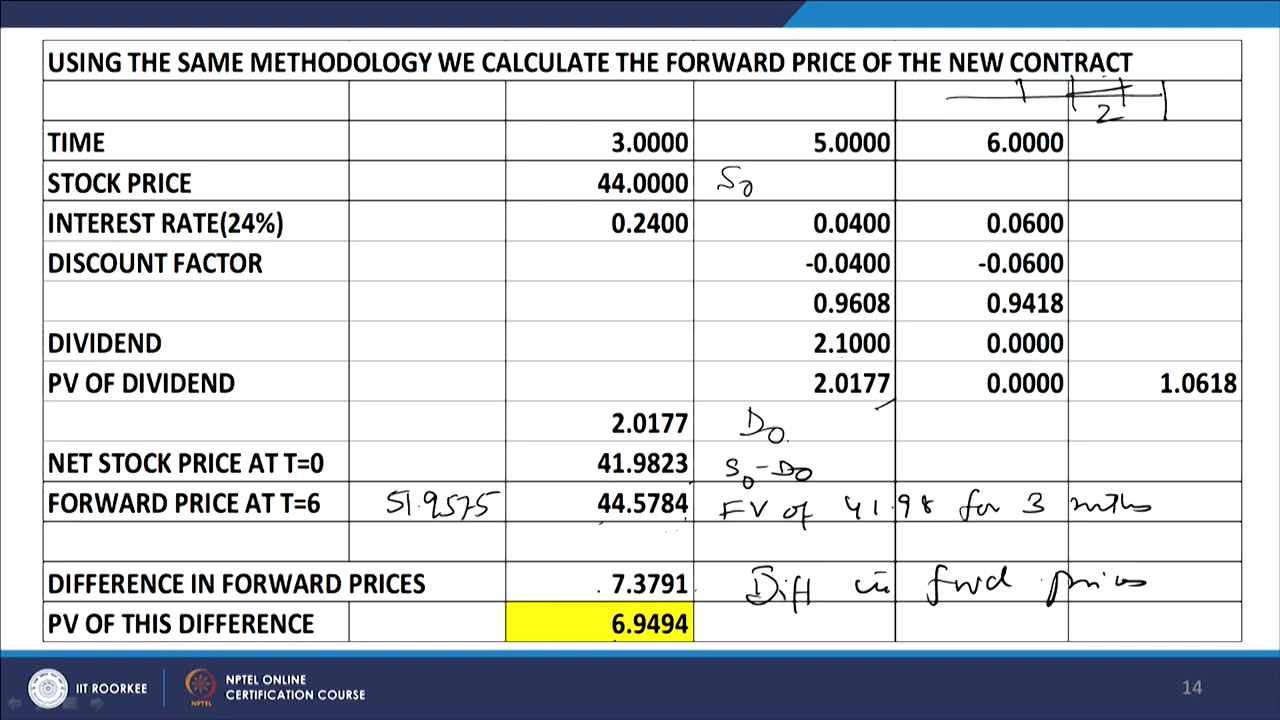 USING THE SAME METHODOLOGY WE CALCULATE THE FORWARD PRICE OF THE NEW CONTRACT
2
TIME 3.0000 5.0000 6.0000
STOCK PRICE 44.0000 S0
INTEREST RATE(24%) 0.2400 0.0400 0.0600
DISCOUNT FACTOR -0.0400 -0.0600
0.9608 0.9418
DIVIDEND 2.1000 0.0000
PV OF DIVIDEND 2.0177 0.0000 1.0618
2.0177 D0
NET STOCK PRICE AT T=0 41.9823 S0-D0
FORWARD PRICE AT T=6 51.9575 44.5784 FV of 41.98 for 3 mths
DIFFERENCE IN FORWARD PRICES 7.3791 Diff in fwd prices
PV OF THIS DIFFERENCE 6.9494
IIT ROORKEE
NPTEL
NPTEL ONLINE
CERTIFICATION COURSE
14